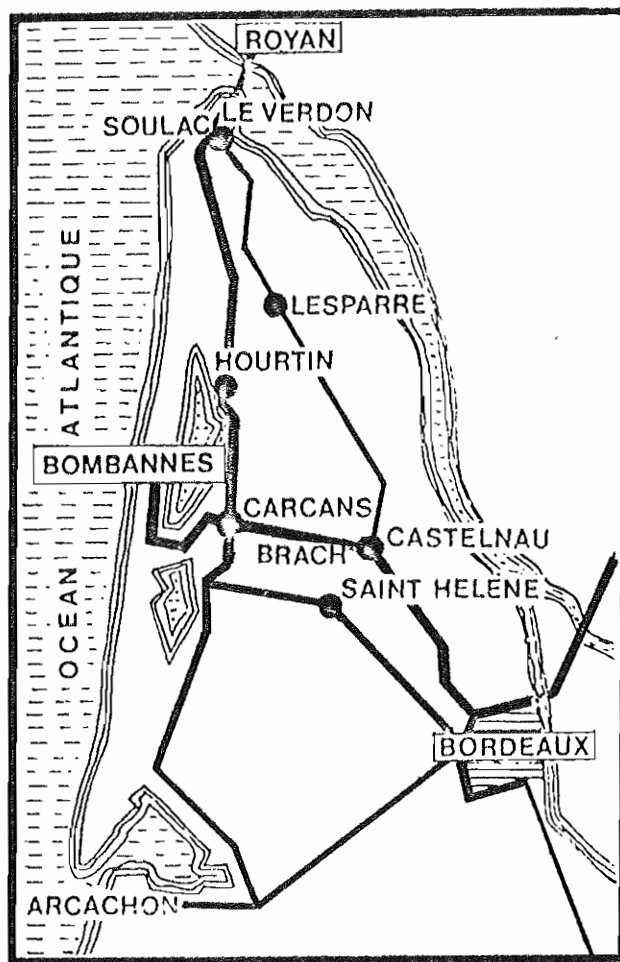 ROYAN
LE VERDON
SOULAC
OCEAN ATLANTIQUE
LESPARRE
HOURTIN
BOMBANNES
CARCANS
BRACH
CASTELNAU
SAINT HELENE
BORDEAUX
ARCACHON